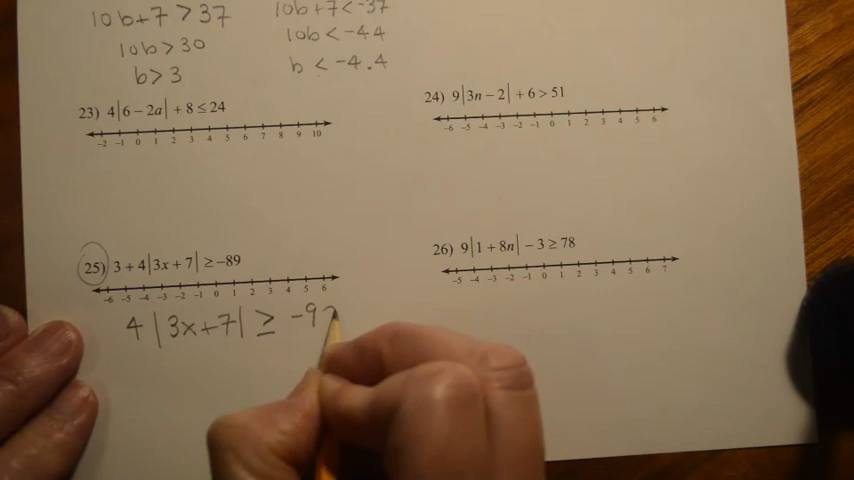 10b+7 > 37
10b > 30
b > 3
10b+7 < -37
10b < -44
b < -4.4
23) 4|6 − 2a| + 8 ≤ 24
-2 -1 0 1 2 3 4 5 6 7 8 9 10
24) 9|3n − 2| + 6 > 51
-6 -5 -4 -3 -2 -1 0 1 2 3 4 5 6
25) 3 + 4|3x + 7| ≥ −89
-6 -5 -4 -3 -2 -1 0 1 2 3 4 5 6
4|3x+7| ≥ -9
26) 9|1 + 8n| − 3 ≥ 78
-5 -4 -3 -2 -1 0 1 2 3 4 5 6 7